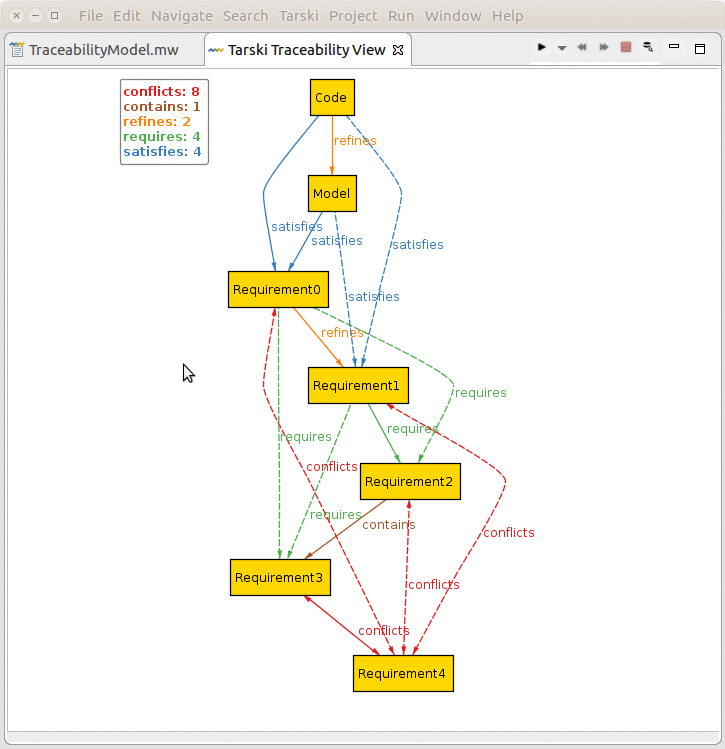 File Edit Navigate Search Tarski Project Run Window Help
TraceabilityModel.mw
Tarski Traceability View
conflicts: 8
contains: 1
refines: 2
requires: 4
satisfies: 4
Code
refines
Model
satisfies
satisfies
satisfies
Requirement0
satisfies
refines
Requirement1
requires
requires
requires
conflicts
Requirement2
requires
contains
conflicts
Requirement3
conflicts
conflicts
Requirement4